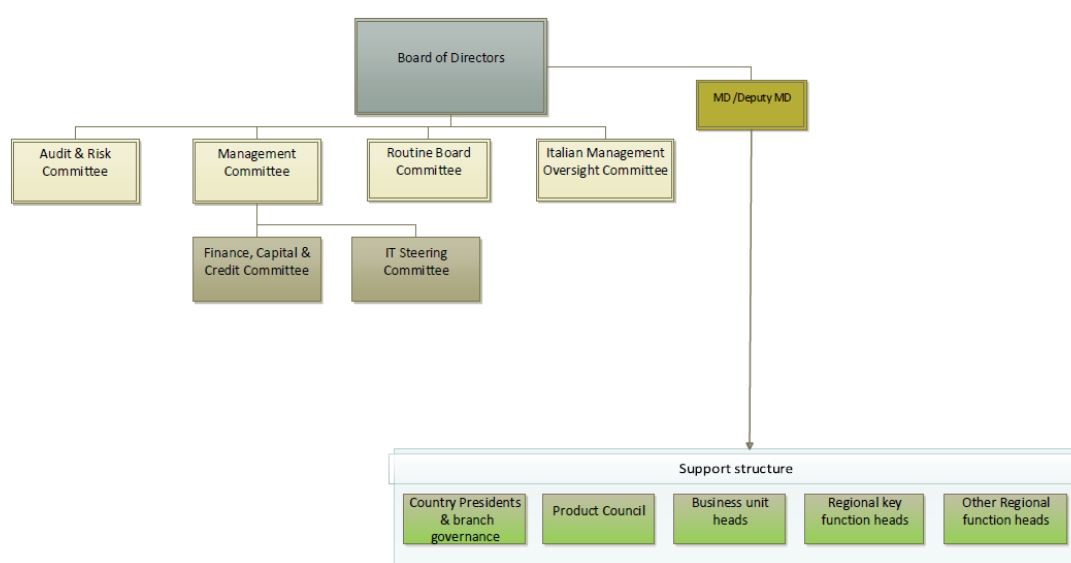 Board of Directors
MD /Deputy MD
Audit & Risk
Committee
Management
Committee
Routine Board
Committee
Italian Management
Oversight Committee
Finance, Capital &
Credit Committee
IT Steering
Committee
Support structure
Country Presidents
& branch
governance
Product Council
Business unit
heads
Regional key
function heads
Other Regional
function heads